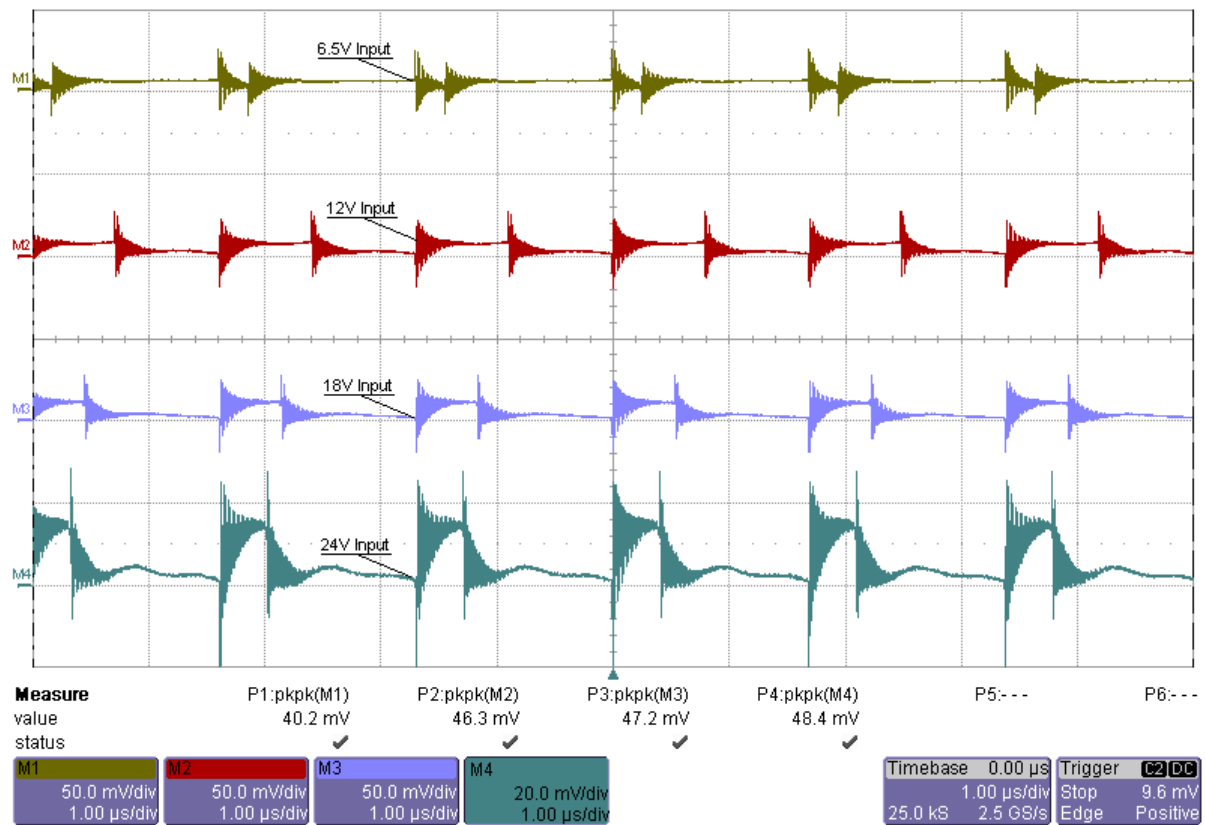 6.5V Input
M1
12V Input
M2
18V Input
M3
24V Input
M4
Measure P1:pkpk(M1) P2:pkpk(M2) P3:pkpk(M3) P4:pkpk(M4) P5:--- P6:---
value 40.2 mV 46.3 mV 47.2 mV 48.4 mV
status ✔ ✔ ✔ ✔
M1 M2 M3 M4 Timebase 0.00 µs Trigger C2 DC
50.0 mV/div 50.0 mV/div 50.0 mV/div 20.0 mV/div 1.00 µs/div Stop 9.6 mV
1.00 µs/div 1.00 µs/div 1.00 µs/div 1.00 µs/div 25.0 kS 2.5 GS/s Edge Positive